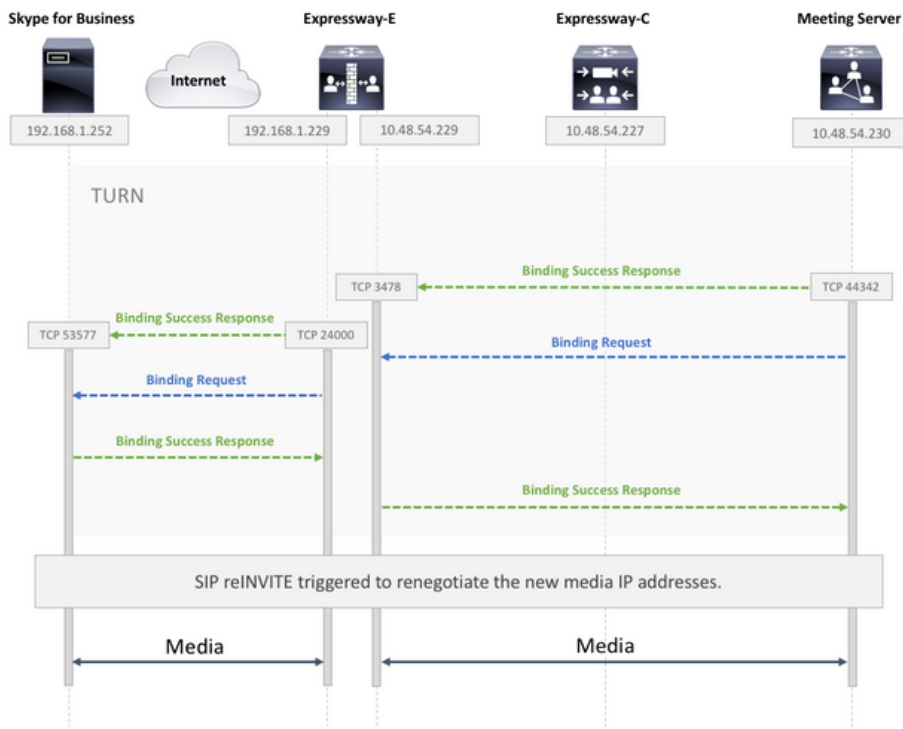 Skype for Business Expressway-E Expressway-C Meeting Server
Internet
192.168.1.252 192.168.1.229 10.48.54.229 10.48.54.227 10.48.54.230
TURN
Binding Success Response
TCP 3478 TCP 44342
Binding Success Response
TCP 53577 TCP 24000
Binding Request
Binding Request
Binding Success Response
Binding Success Response
SIP reINVITE triggered to renegotiate the new media IP addresses.
Media Media